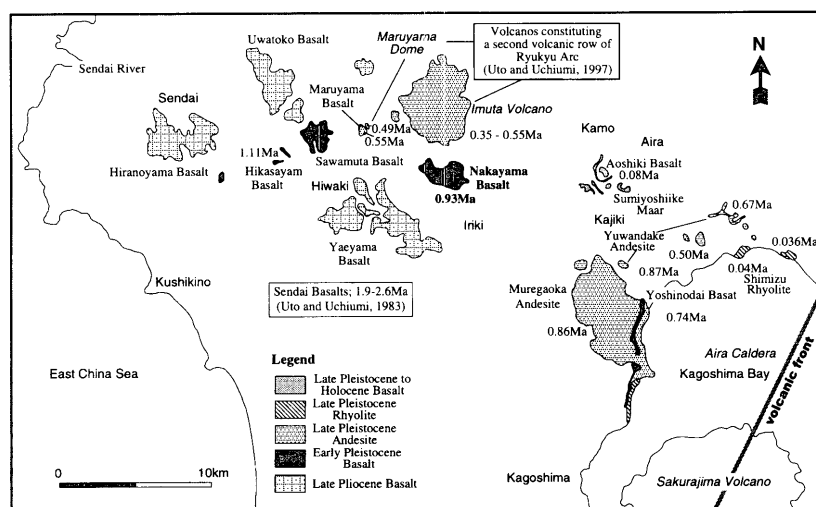 Sendai River
Uwatoko Basalt
Maruyama
Dome
Volcanos constituting
a second volcanic row of
Ryukyu Arc
(Uto and Uchiumi, 1997)
N
Sendai
Maruyama
Basalt
0.49Ma
0.55Ma
Imuta Volcano
0.35 - 0.55Ma
Kamo
Aira
1.11Ma
Sawamuta Basalt
Aoshiki Basalt
0.08Ma
Hiranoyama Basalt
Hikasayam
Basalt
Hiwaki
Nakayama
Basalt
0.93Ma
Sumiyoshiike
Maar
0.67Ma
Kajiki
Iriki
Yuwandake
Andesite
Yaeyama
Basalt
0.50Ma
0.036Ma
Kushikino
0.87Ma
0.04Ma
Shimizu
Rhyolite
Sendai Basalts; 1.9-2.6Ma
(Uto and Uchiumi, 1983)
Muregaoka
Andesite
Yoshinodai Basat
0.74Ma
0.86Ma
East China Sea
Aira Caldera
Kagoshima Bay
volcanic front
Legend
Late Pleistocene to
Holocene Basalt
Late Pleistocene
Rhyolite
Late Pleistocene
Andesite
Early Pleistocene
Basalt
Late Pliocene Basalt
0
10km
Kagoshima
Sakurajima Volcano